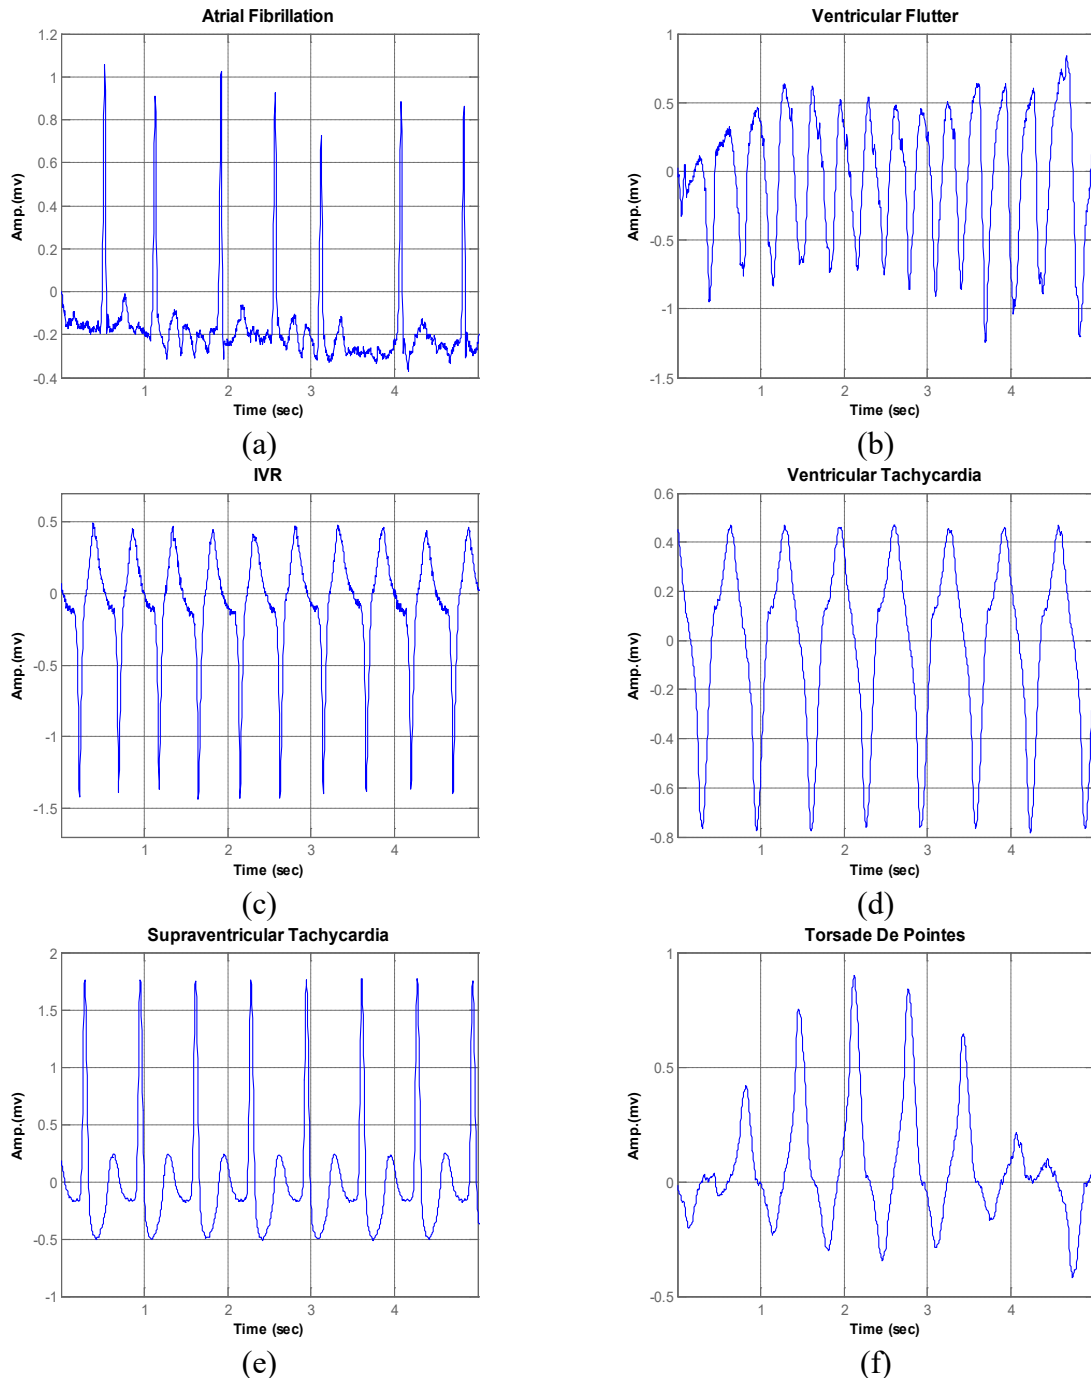 Atrial Fibrillation
1.2
1
0.8
0.6
0.4
0.2
0
-0.2
-0.4
Amp.(mv)
1 2 3 4
Time (sec)
(a)
Ventricular Flutter
1
0.5
0
-0.5
-1
-1.5
Amp.(mv)
1 2 3 4
Time (sec)
(b)
IVR
0.5
0
-0.5
-1
-1.5
Amp.(mv)
1 2 3 4
Time (sec)
(c)
Ventricular Tachycardia
0.6
0.4
0.2
0
-0.2
-0.4
-0.6
-0.8
Amp.(mv)
1 2 3 4
Time (sec)
(d)
Supraventricular Tachycardia
2
1.5
1
0.5
0
-0.5
-1
Amp.(mv)
1 2 3 4
Time (sec)
(e)
Torsade De Pointes
1
0.5
0
-0.5
Amp.(mv)
1 2 3 4
Time (sec)
(f)